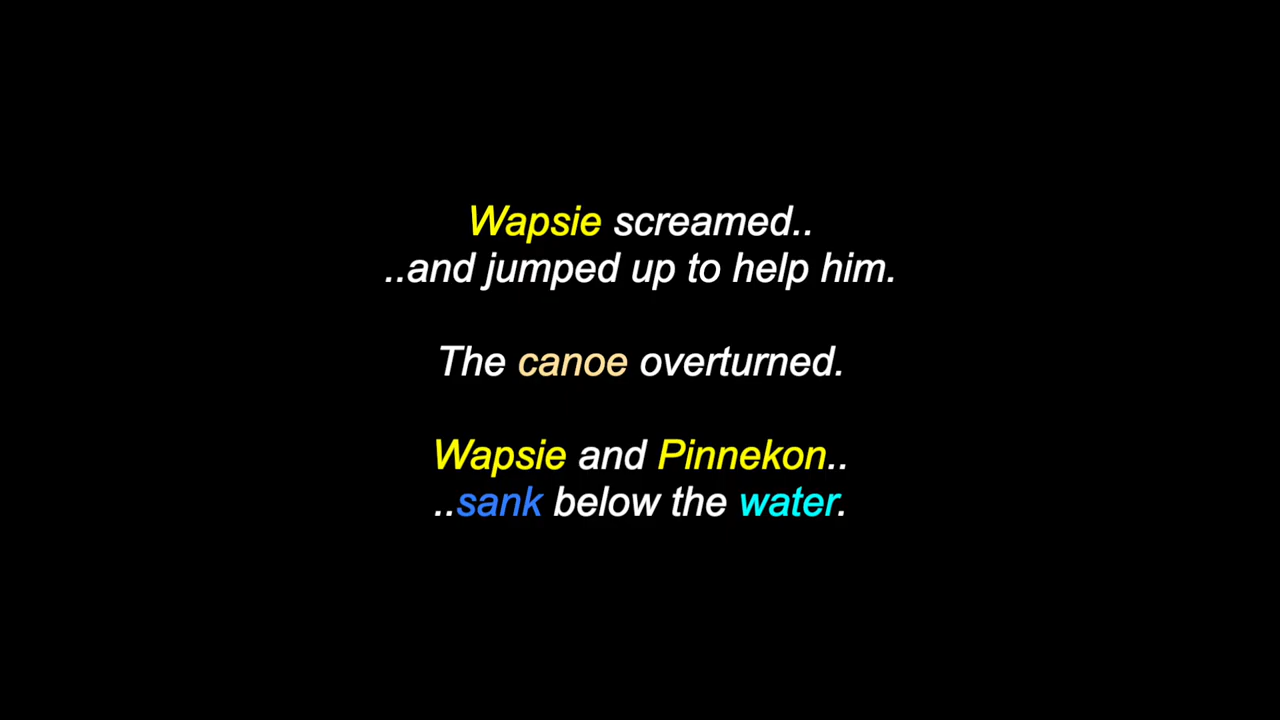 Wapsie screamed..
..and jumped up to help him.
The canoe overturned.
Wapsie and Pinnekon..
..sank below the water.